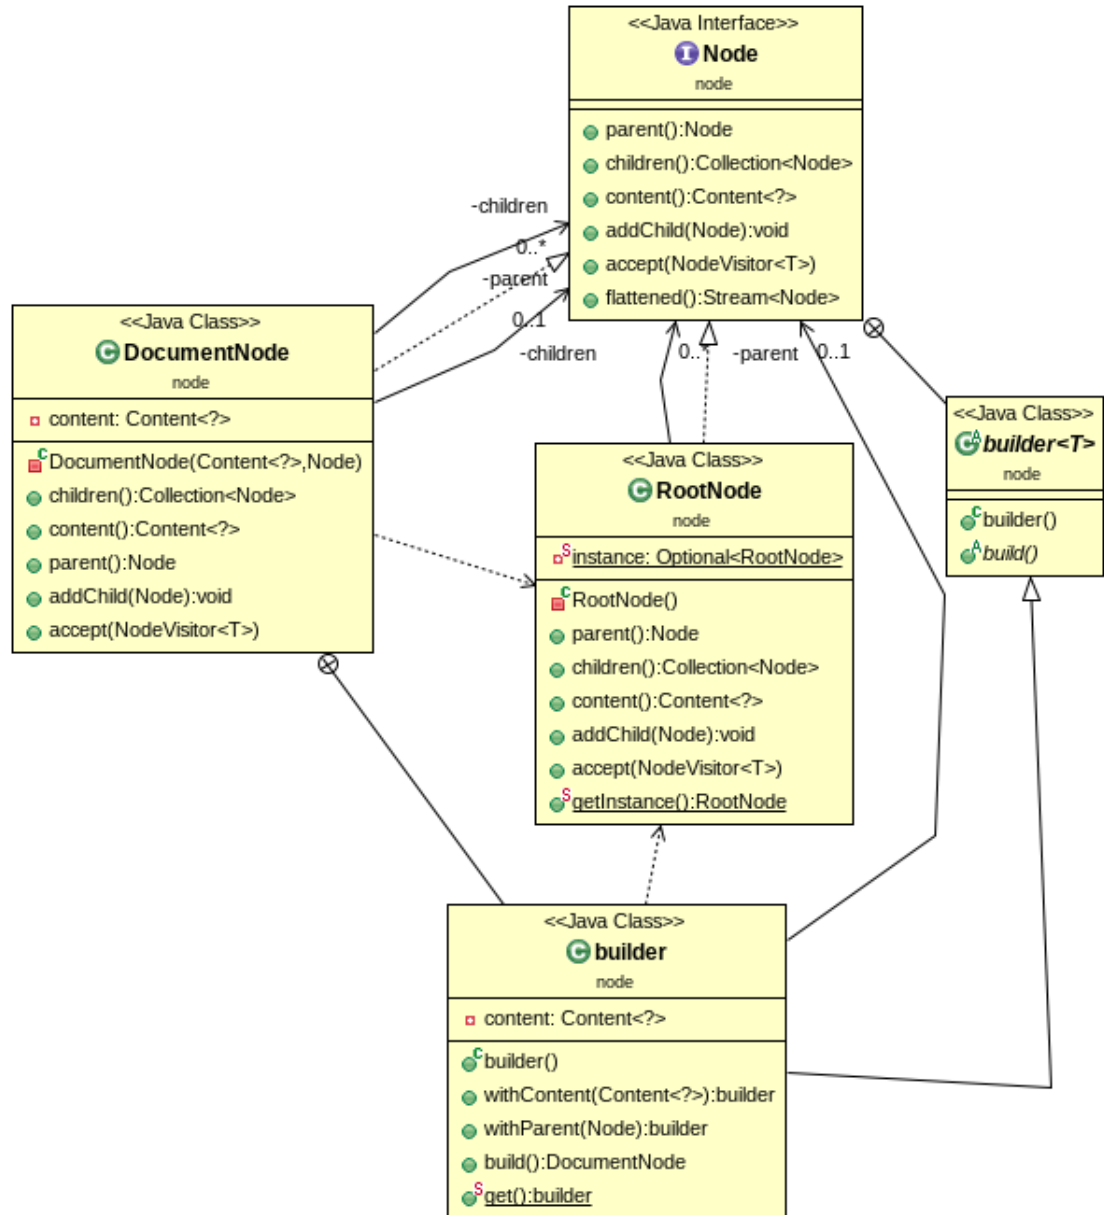 <<Java Interface>>
Node
node
parent():Node
children():Collection<Node>
content():Content<?>
addChild(Node):void
accept(NodeVisitor<T>)
flattened():Stream<Node>
-children
0..*
-parent
0..1
-children
0..*
-parent
0..1
<<Java Class>>
DocumentNode
node
content: Content<?>
DocumentNode(Content<?>,Node)
children():Collection<Node>
content():Content<?>
parent():Node
addChild(Node):void
accept(NodeVisitor<T>)
<<Java Class>>
RootNode
node
instance: Optional<RootNode>
RootNode()
parent():Node
children():Collection<Node>
content():Content<?>
addChild(Node):void
accept(NodeVisitor<T>)
getInstance():RootNode
<<Java Class>>
builder<T>
node
builder()
build()
<<Java Class>>
builder
node
content: Content<?>
builder()
withContent(Content<?>):builder
withParent(Node):builder
build():DocumentNode
get():builder